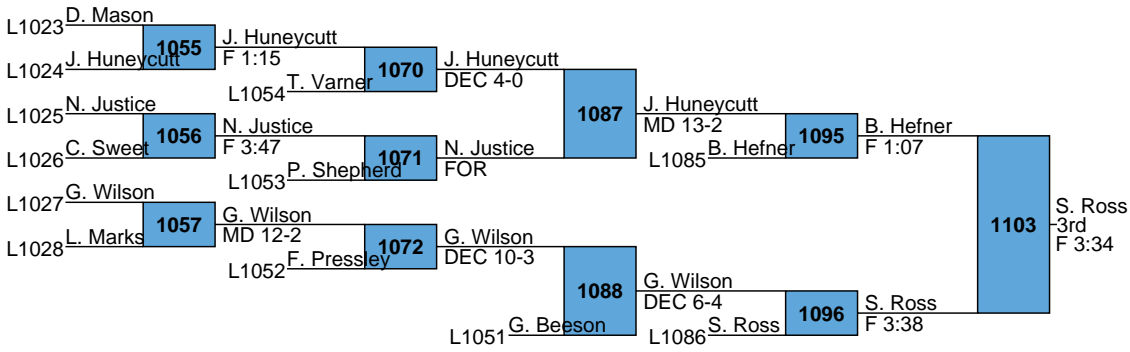 L1023 D. Mason
1055
L1024 J. Huneycutt
J. Huneycutt
F 1:15
1070
L1054 T. Varner
J. Huneycutt
DEC 4-0
L1025 N. Justice
1056
L1026 C. Sweet
N. Justice
F 3:47
1071
L1053 P. Shepherd
N. Justice
FOR
1087
J. Huneycutt
MD 13-2
1095
L1085 B. Hefner
B. Hefner
F 1:07
L1027 G. Wilson
1057
L1028 L. Marks
G. Wilson
MD 12-2
1072
L1052 F. Pressley
G. Wilson
DEC 10-3
1088
L1051 G. Beeson
G. Wilson
DEC 6-4
1096
L1086 S. Ross
S. Ross
F 3:38
1103
S. Ross
3rd
F 3:34